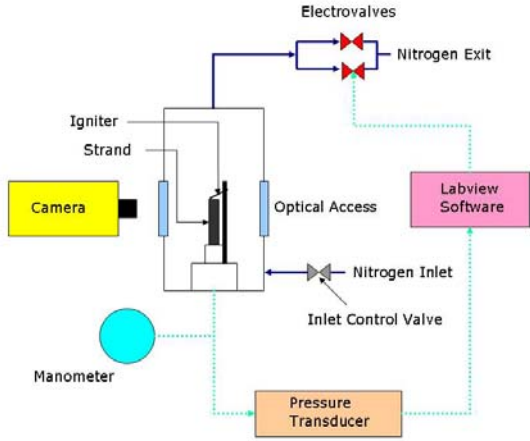 Electrovalves
Nitrogen Exit
Igniter
Strand
Camera
Optical Access
Labview
Software
Nitrogen Inlet
Inlet Control Valve
Manometer
Pressure
Transducer